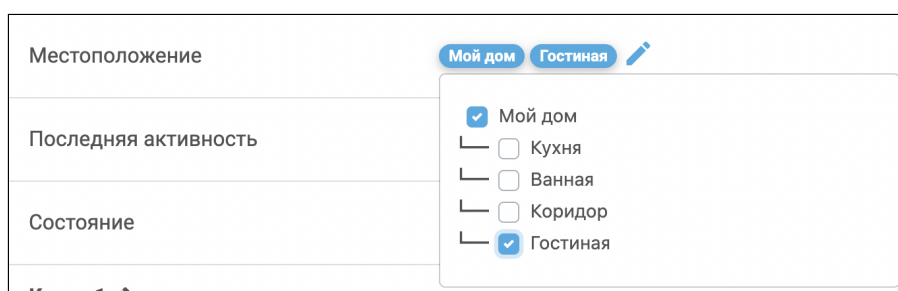 Местоположение
Мой дом Гостиная
Мой дом
Кухня
Последняя активность
Ванная
Коридор
Состояние
Гостиная